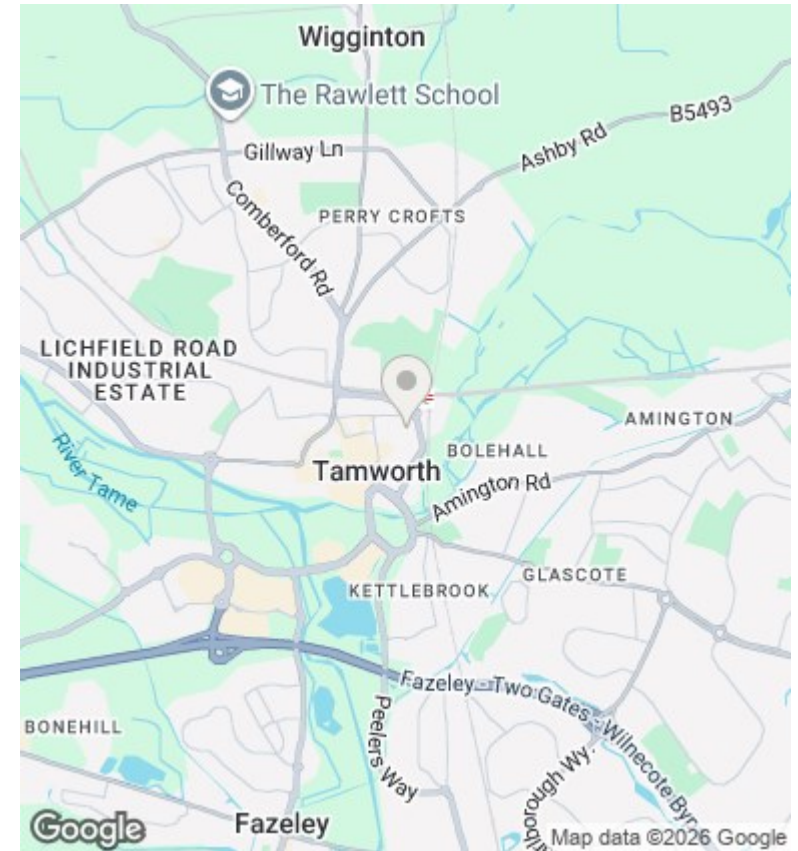 Wigginton
The Rawlett School
B5493
Ashby Rd
Gillway Ln
PERRY CROFTS
Comberford Rd
LICHFIELD ROAD
INDUSTRIAL
ESTATE
AMINGTON
BOLEHALL
River Tame
Tamworth
Amington Rd
GLASCOTE
KETTLEBROOK
Fazeley - Two Gates - Wilnecote Byp
BONEHILL
Peelers Way
rlborough Wy.
Fazeley
Google
Map data ©2026 Google